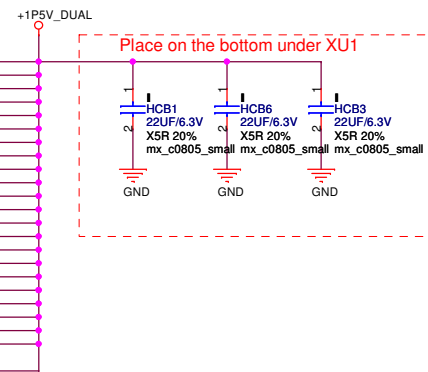 +1P5V_DUAL
Place on the bottom under XU1
1
HCB1
22UF/6.3V
X5R 20%
mx_c0805_small
2
GND
1
HCB6
22UF/6.3V
X5R 20%
mx_c0805_small
2
GND
1
HCB3
22UF/6.3V
X5R 20%
mx_c0805_small
2
GND